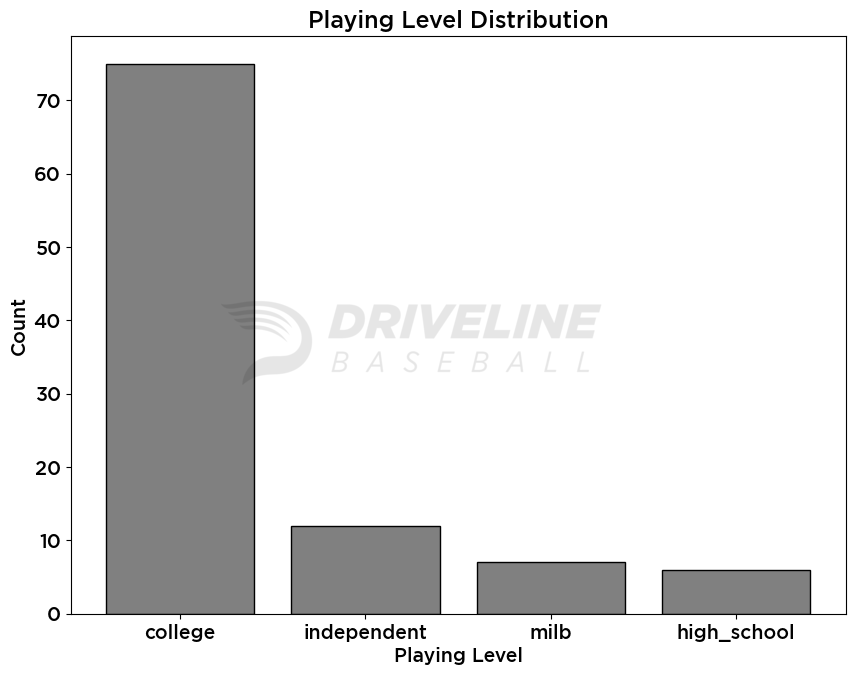 Playing Level Distribution
70
60
50
40
30
20
10
0
Count
DRIVELINE
BASEBALL
college independent milb high_school
Playing Level